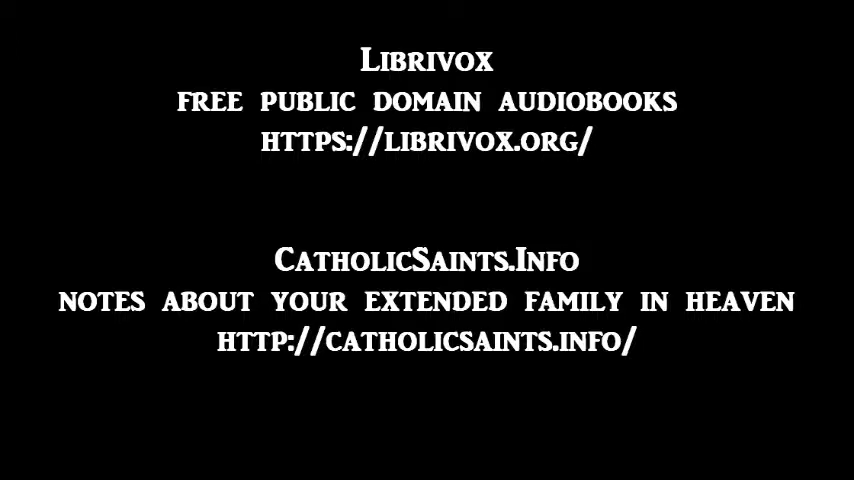 Librivox
free public domain audiobooks
https://librivox.org/
CatholicSaints.Info
notes about your extended family in heaven
http://catholicsaints.info/